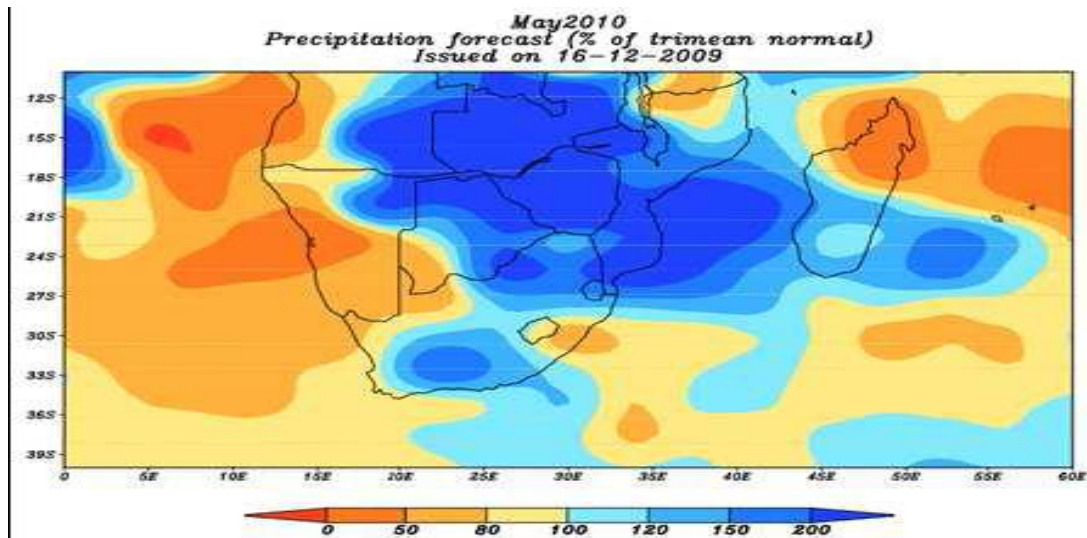 May2010
Precipitation forecast (% of trimean normal)
Issued on 16-12-2009
12S
15S
18S
21S
24S
27S
30S
33S
36S
39S
0 5E 10E 15E 20E 25E 30E 35E 40E 45E 50E 55E 60E
0 50 80 100 120 150 200